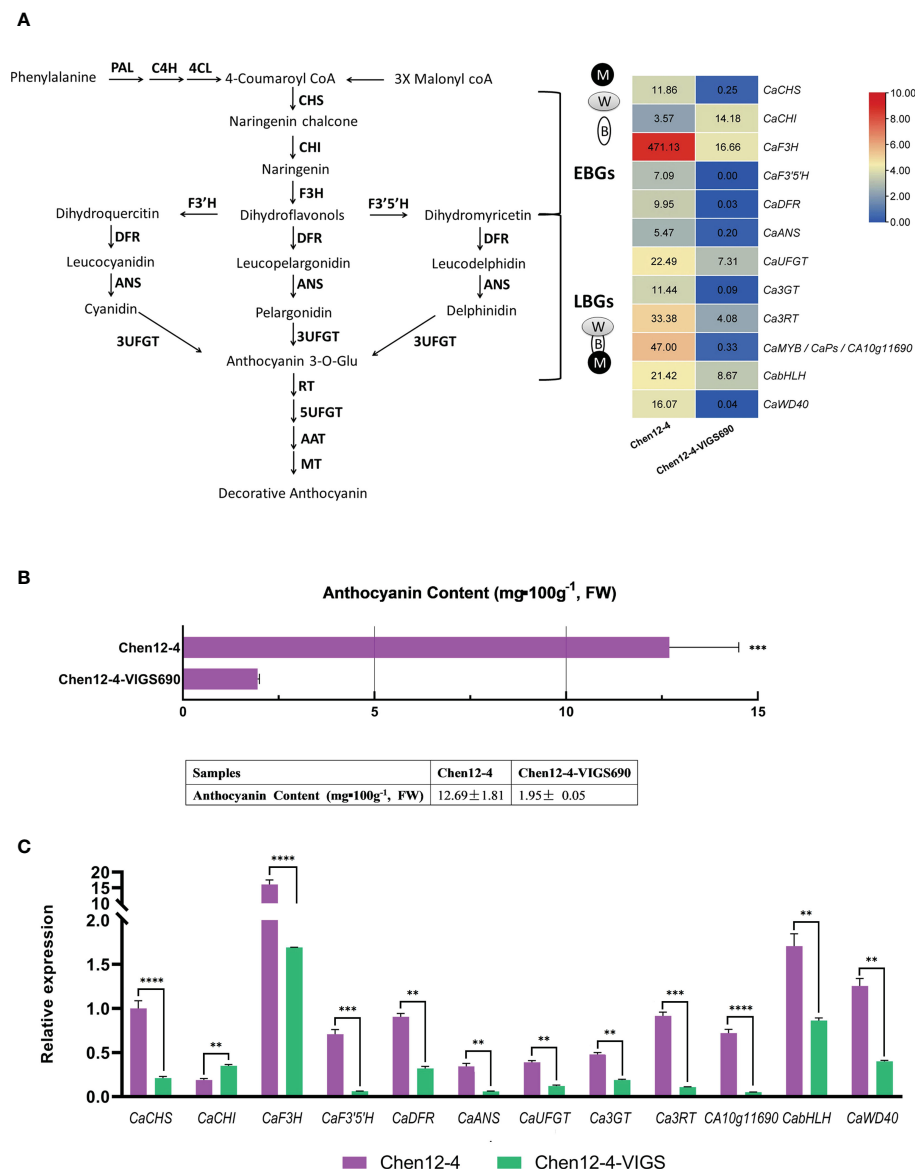 A
Phenylalanine PAL C4H 4CL 4-Coumaroyl CoA 3X Malonyl coA
CHS
Naringenin chalcone
CHI
Naringenin
F3H
Dihydroquercitin F3'H Dihydroflavonols F3'5'H Dihydromyricetin
DFR DFR DFR
Leucocyanidin Leucopelargonidin Leucodelphidin
ANS ANS ANS
Cyanidin Pelargonidin Delphinidin
3UFGT 3UFGT 3UFGT
Anthocyanin 3-O-Glu
RT
5UFGT
AAT
MT
Decorative Anthocyanin
M
W
B
EBGs
LBGs
W
B
M
11.86 0.25 CaCHS
3.57 14.18 CaCHI
471.13 16.66 CaF3H
7.09 0.00 CaF3'5'H
9.95 0.03 CaDFR
5.47 0.20 CaANS
22.49 7.31 CaUFGT
11.44 0.09 Ca3GT
33.38 4.08 Ca3RT
47.00 0.33 CaMYB / CaPs / CA10g11690
21.42 8.67 CabHLH
16.07 0.04 CaWD40
Chen12-4
Chen12-4-VIGS690
10.00
8.00
6.00
4.00
2.00
0.00
B
Anthocyanin Content (mg▪100g⁻¹, FW)
Chen12-4 ***
Chen12-4-VIGS690
0 5 10 15
Samples Chen12-4 Chen12-4-VIGS690
Anthocyanin Content (mg▪100g⁻¹, FW) 12.69±1.81 1.95± 0.05
C
Relative expression
20
15
10
2.0
1.5
1.0
0.5
0.0
**** ** **** *** ** ** ** ** *** **** ** **
CaCHS CaCHI CaF3H CaF3'5'H CaDFR CaANS CaUFGT Ca3GT Ca3RT CA10g11690 CabHLH CaWD40
Chen12-4 Chen12-4-VIGS